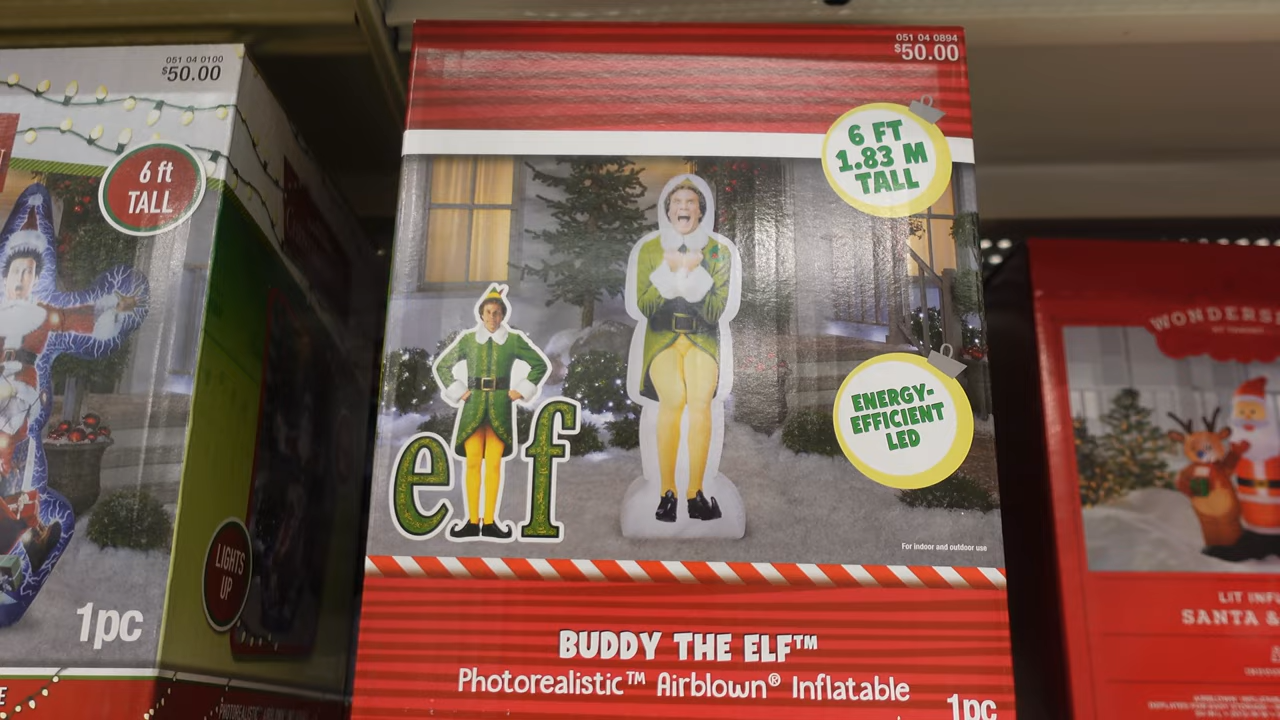 051 04 0100
$50.00
6 ft
TALL
LIGHTS
UP
1pc
051 04 0894
$50.00
6 FT
1.83 M
TALL
ENERGY-
EFFICIENT
LED
elf
For indoor and outdoor use
BUDDY THE ELF™
Photorealistic™ Airblown® Inflatable
1pc
SANTA &